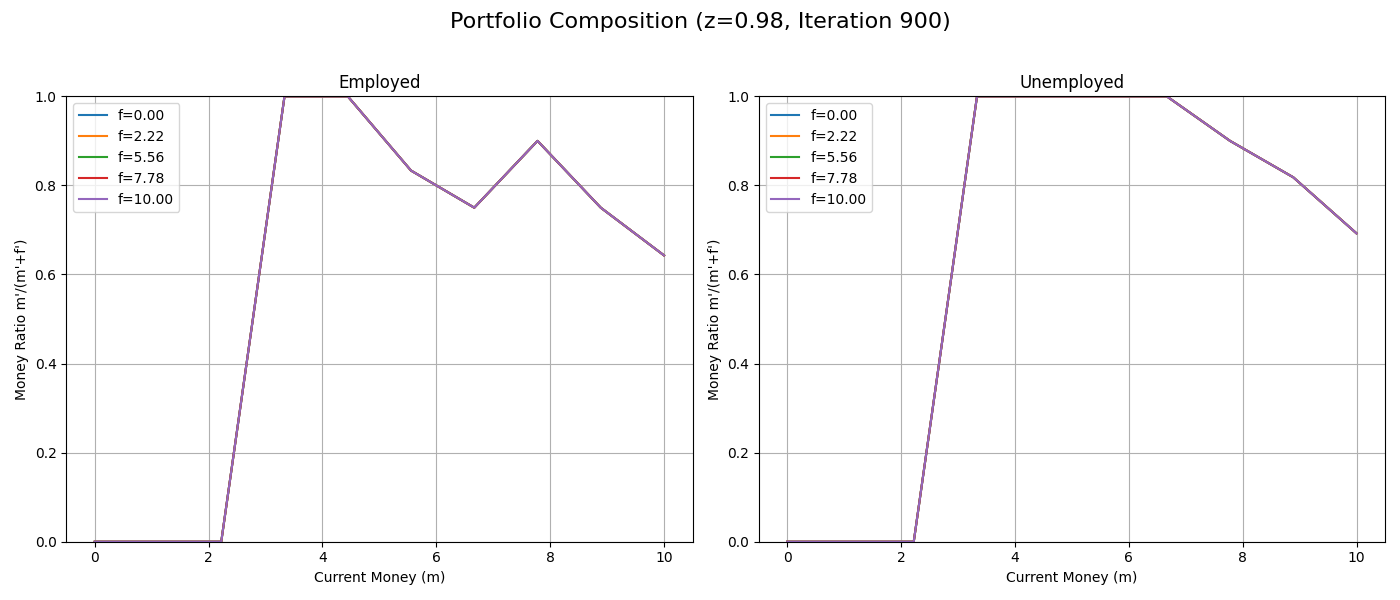 Portfolio Composition (z=0.98, Iteration 900)
Employed
1.0
0.8
0.6
0.4
0.2
0.0
Money Ratio m'/(m'+f')
f=0.00
f=2.22
f=5.56
f=7.78
f=10.00
0 2 4 6 8 10
Current Money (m)
Unemployed
1.0
0.8
0.6
0.4
0.2
0.0
Money Ratio m'/(m'+f')
f=0.00
f=2.22
f=5.56
f=7.78
f=10.00
0 2 4 6 8 10
Current Money (m)